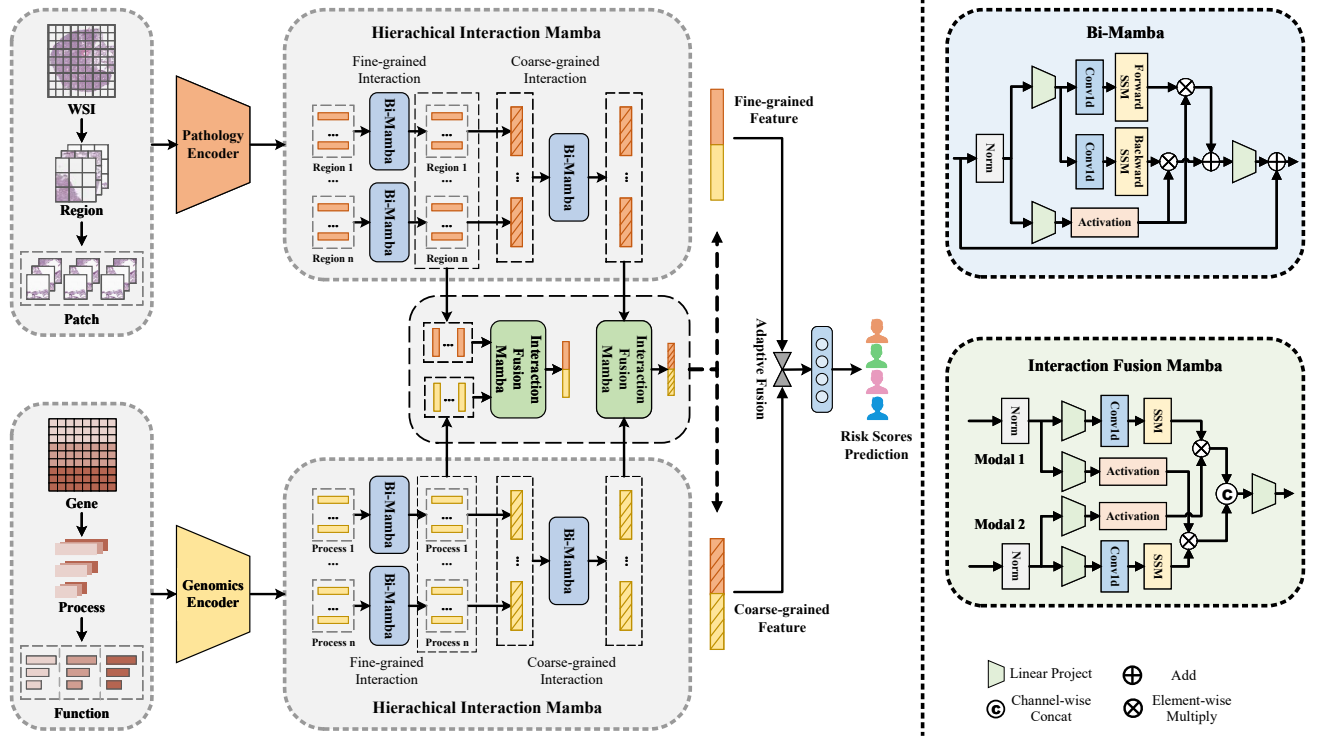 WSI
Region
Patch
Pathology
Encoder
Hierachical Interaction Mamba
Fine-grained
Interaction
Coarse-grained
Interaction
Bi-Mamba
Region 1
Region 1
...
...
...
Bi-Mamba
Bi-Mamba
Region n
Region n
Fine-grained
Feature
Interaction
Fusion
Mamba
Interaction
Fusion
Mamba
Adaptive Fusion
Risk Scores
Prediction
Gene
Process
Function
Genomics
Encoder
Bi-Mamba
Process 1
Process 1
...
...
...
Bi-Mamba
Bi-Mamba
Process n
Process n
Fine-grained
Interaction
Coarse-grained
Interaction
Hierachical Interaction Mamba
Coarse-grained
Feature
Bi-Mamba
Norm
Conv1d
Forward
SSM
Conv1d
Backward
SSM
Activation
Interaction Fusion Mamba
Norm
Conv1d
SSM
Modal 1
Activation
Modal 2
Activation
Norm
Conv1d
SSM
C
Linear Project
Add
C
Channel-wise
Concat
Element-wise
Multiply